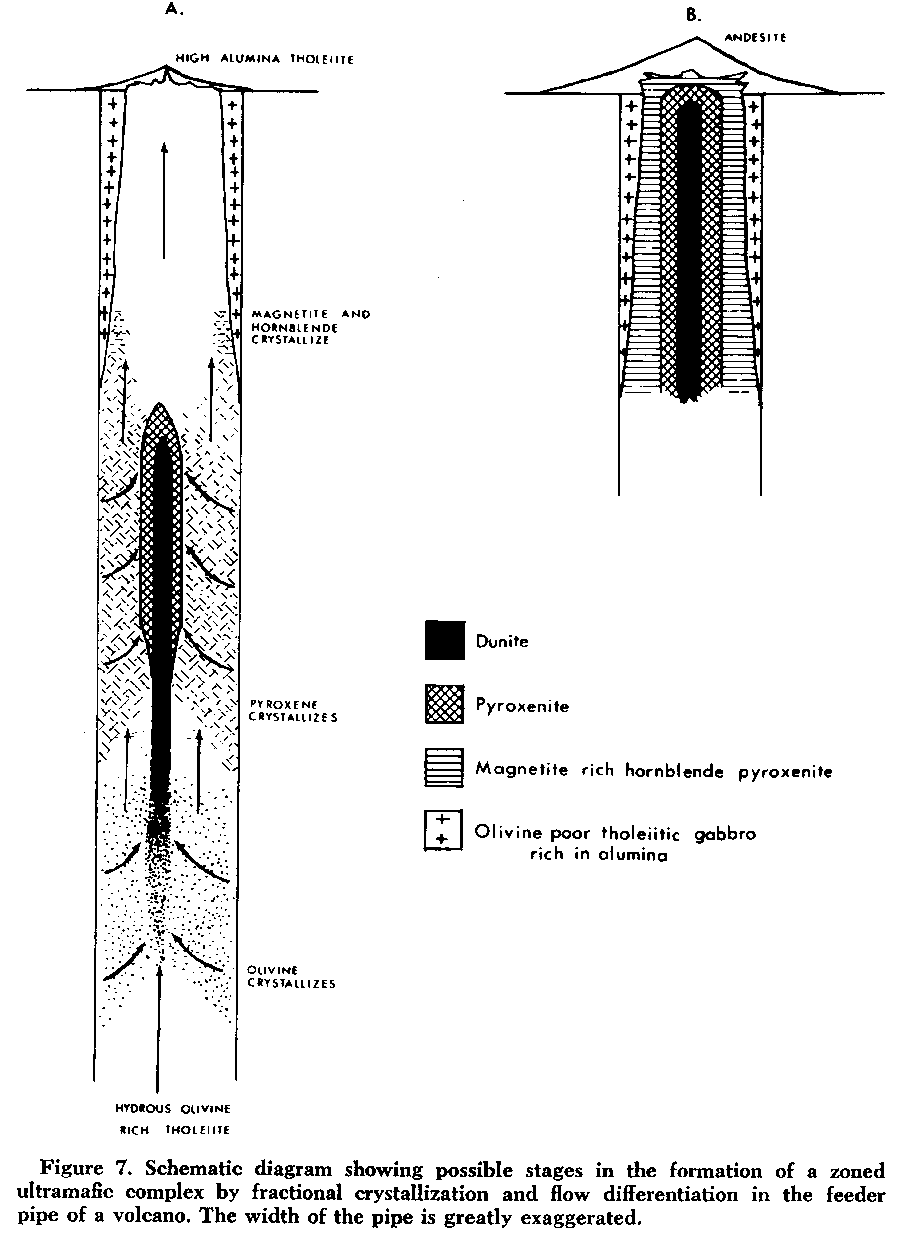 A.
HIGH ALUMINA THOLEIITE
B.
ANDESITE
MAGNETITE AND
HORNBLENDE
CRYSTALLIZE
PYROXENE
CRYSTALLIZES
OLIVINE
CRYSTALLIZES
HYDROUS OLIVINE
RICH THOLEIITE
Dunite
Pyroxenite
Magnetite rich hornblende pyroxenite
Olivine poor tholeiitic gabbro
rich in alumina
Figure 7. Schematic diagram showing possible stages in the formation of a zoned
ultramafic complex by fractional crystallization and flow differentiation in the feeder
pipe of a volcano. The width of the pipe is greatly exaggerated.